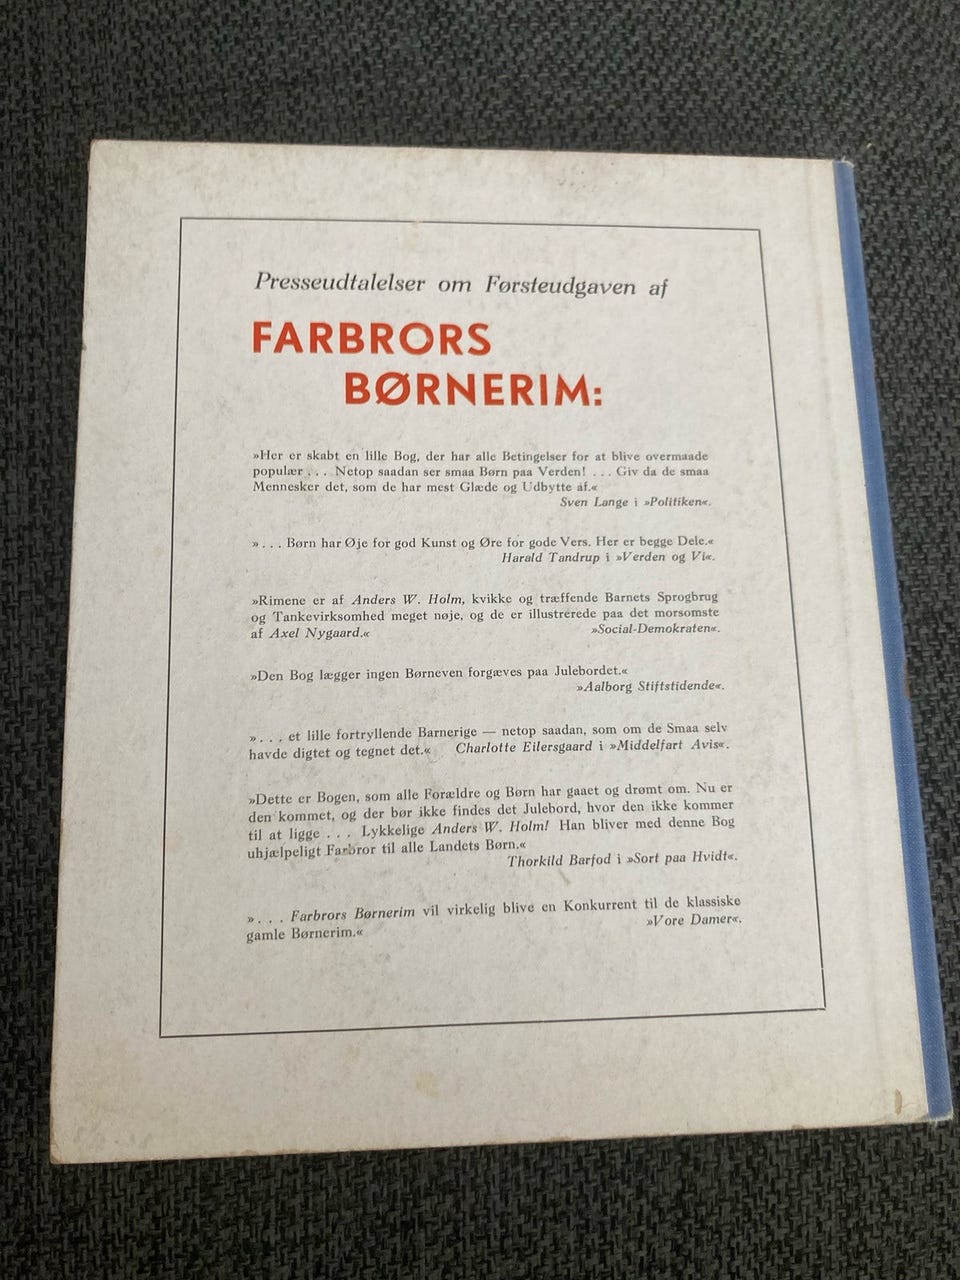 Presseudtalelser om Førsteudgaven af
FARBRORS
BØRNERIM:
»Her er skabt en lille Bog, der har alle Betingelser for at blive overmaade
populær . . . Netop saadan ser smaa Børn paa Verden! . . . Giv da de smaa
Mennesker det, som de har mest Glæde og Udbytte af.«
Sven Lange i »Politiken«.
» . . . Børn har Øje for god Kunst og Øre for gode Vers. Her er begge Dele.«
Harald Tandrup i »Verden og Vi«.
»Rimene er af Anders W. Holm, kvikke og træffende Barnets Sprogbrug
og Tankevirksomhed meget nøje, og de er illustrerede paa det morsomste
af Axel Nygaard.« »Social-Demokraten«.
»Den Bog lægger ingen Børneven forgæves paa Julebordet.«
»Aalborg Stiftstidende«.
» . . . et lille fortryllende Barnerige — netop saadan, som om de Smaa selv
havde digtet og tegnet det.« Charlotte Eilersgaard i »Middelfart Avis«.
»Dette er Bogen, som alle Forældre og Børn har gaaet og drømt om. Nu er
den kommet, og der bør ikke findes det Julebord, hvor den ikke kommer
til at ligge . . . Lykkelige Anders W. Holm! Han bliver med denne Bog
uhjælpeligt Farbror til alle Landets Børn.«
Thorkild Barfod i »Sort paa Hvidt«.
» . . . Farbrors Børnerim vil virkelig blive en Konkurrent til de klassiske
gamle Børnerim.« »Vore Damer«.